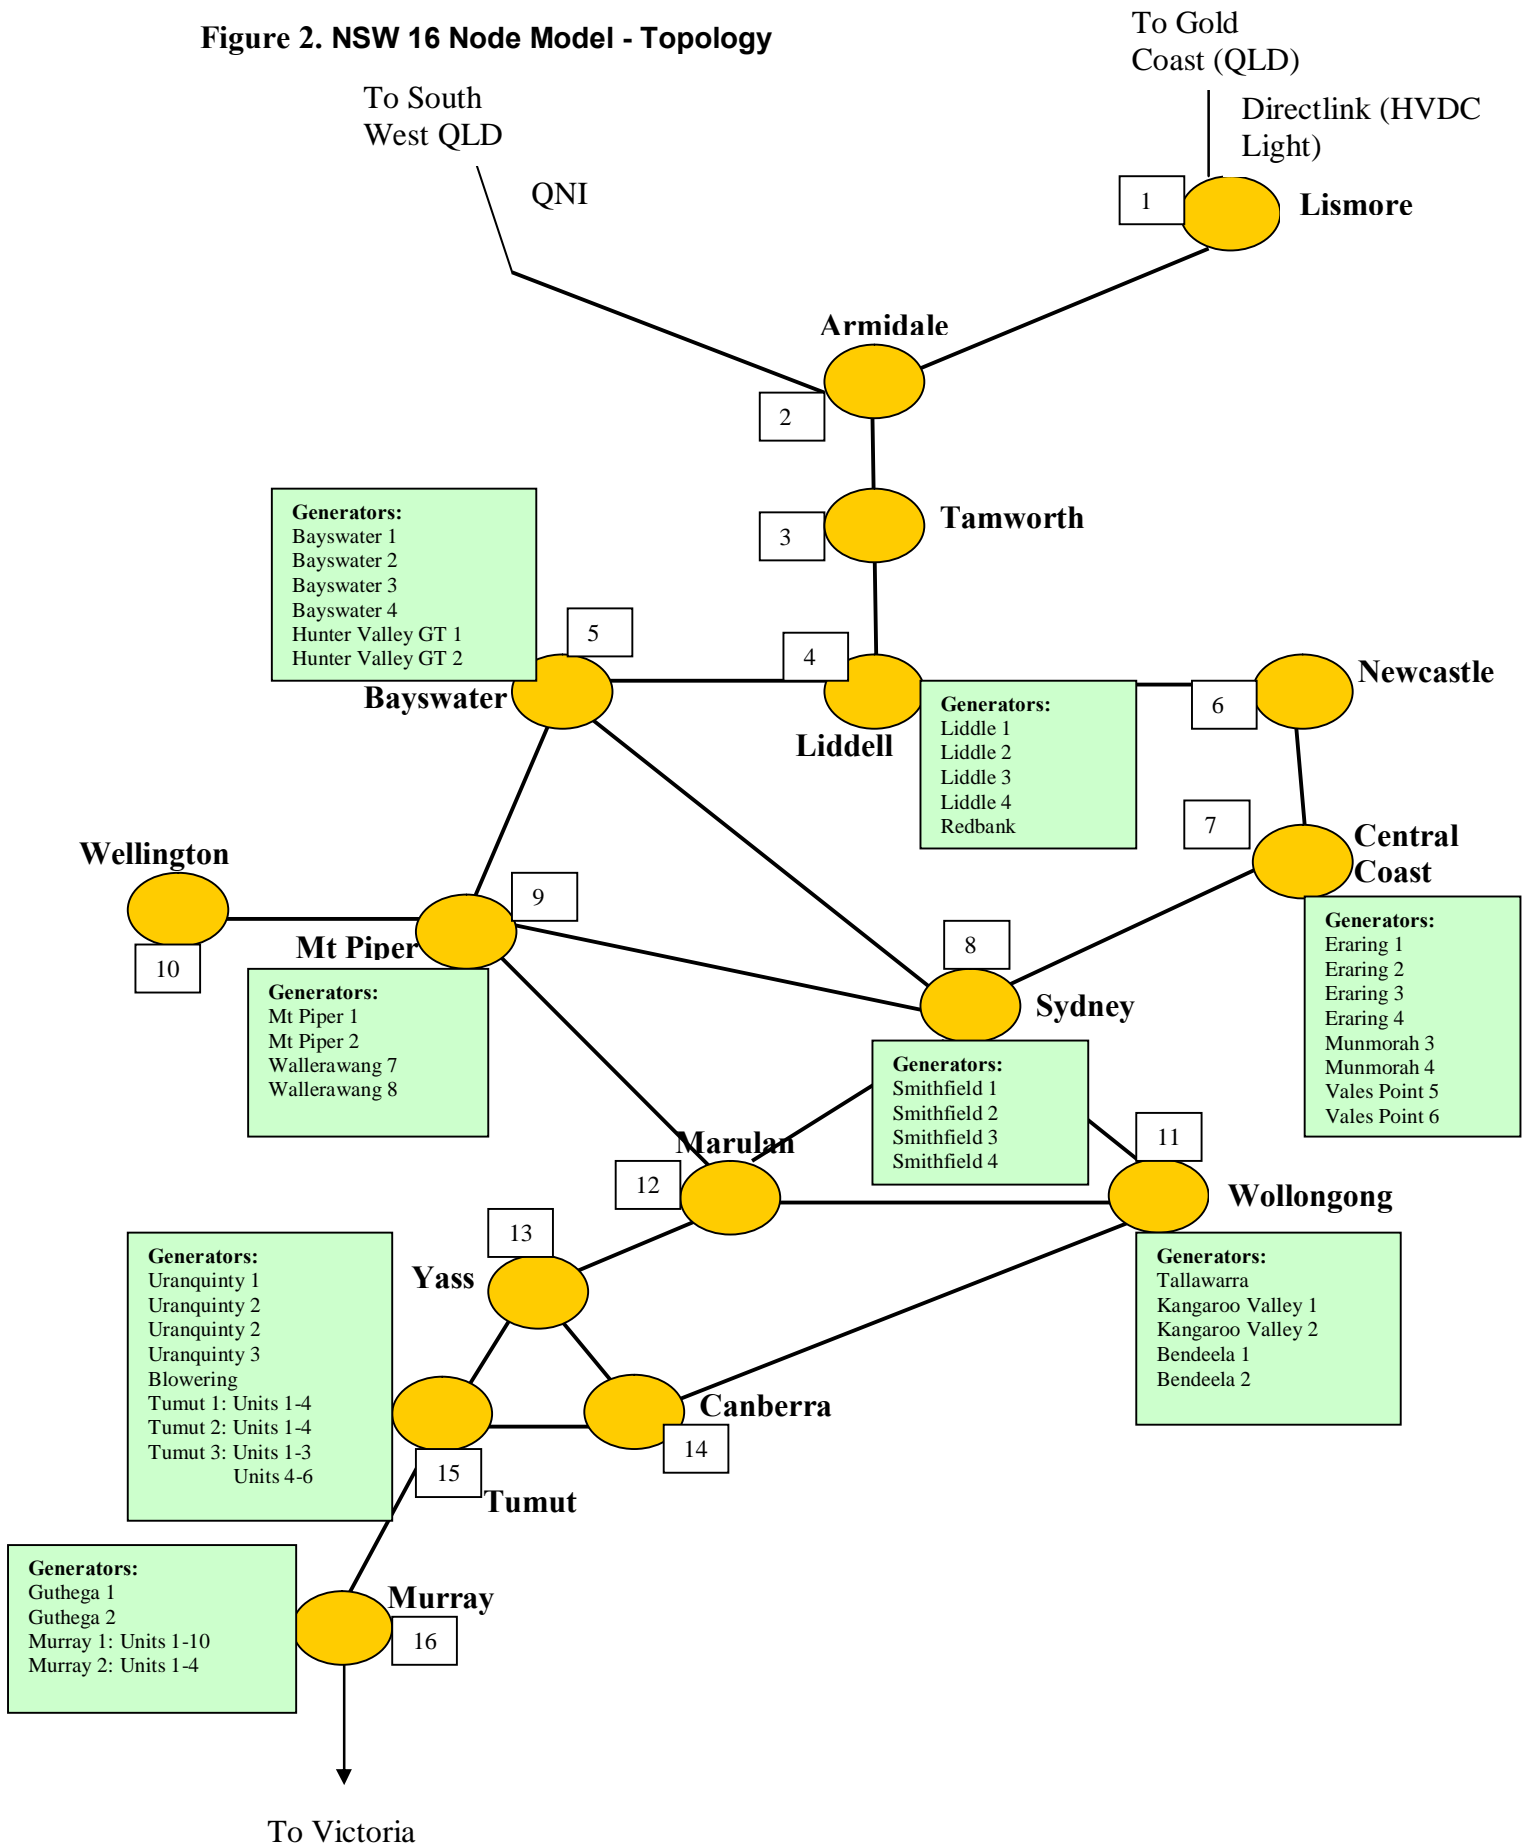 Figure 2. NSW 16 Node Model - Topology
To Gold
Coast (QLD)
To South
West QLD
Directlink (HVDC
Light)
QNI
1
Lismore
Armidale
2
Generators:
Bayswater 1
Bayswater 2
Bayswater 3
Bayswater 4
Hunter Valley GT 1
Hunter Valley GT 2
3
Tamworth
5
4
Bayswater
Liddell
Generators:
Liddle 1
Liddle 2
Liddle 3
Liddle 4
Redbank
6
Newcastle
7
Central
Coast
Wellington
10
9
Mt Piper
Generators:
Mt Piper 1
Mt Piper 2
Wallerawang 7
Wallerawang 8
8
Sydney
Generators:
Eraring 1
Eraring 2
Eraring 3
Eraring 4
Munmorah 3
Munmorah 4
Vales Point 5
Vales Point 6
Generators:
Smithfield 1
Smithfield 2
Smithfield 3
Smithfield 4
Marulan
12
11
Wollongong
13
Yass
Generators:
Uranquinty 1
Uranquinty 2
Uranquinty 2
Uranquinty 3
Blowering
Tumut 1: Units 1-4
Tumut 2: Units 1-4
Tumut 3: Units 1-3
Units 4-6
Generators:
Tallawarra
Kangaroo Valley 1
Kangaroo Valley 2
Bendeela 1
Bendeela 2
Canberra
14
15
Tumut
Generators:
Guthega 1
Guthega 2
Murray 1: Units 1-10
Murray 2: Units 1-4
Murray
16
To Victoria